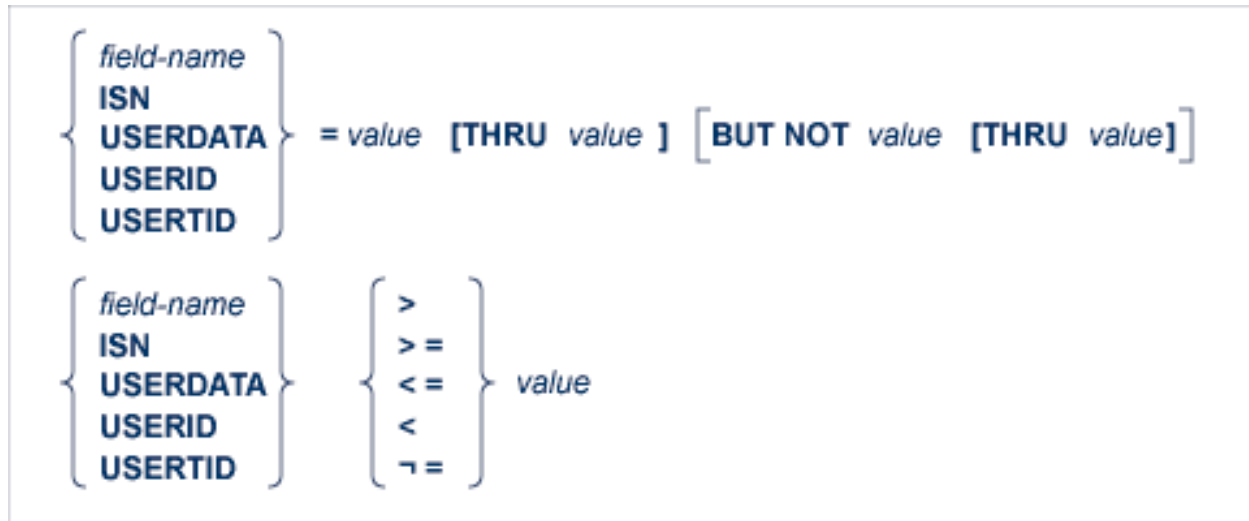 field-name
ISN
USERDATA = value [THRU value ] [BUT NOT value [THRU value]]
USERID
USERTID
field-name >
ISN > =
USERDATA < = value
USERID <
USERTID ¬ =